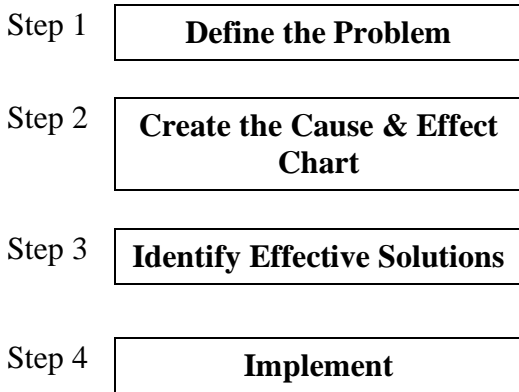 Step 1 Define the Problem
Step 2 Create the Cause & Effect
Chart
Step 3 Identify Effective Solutions
Step 4 Implement